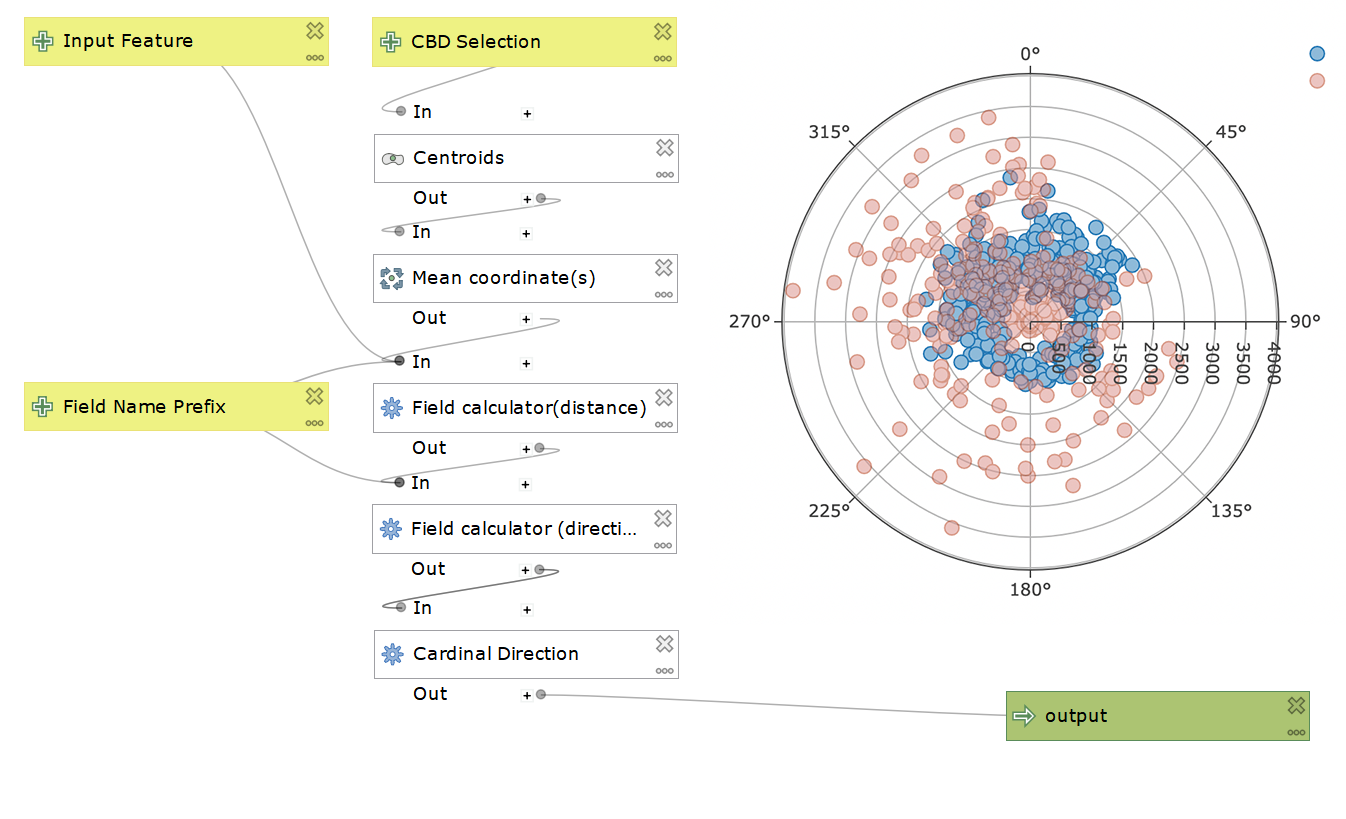 Input Feature
CBD Selection
In
+
Centroids
Out
+
In
+
Mean coordinate(s)
Out
+
In
+
Field Name Prefix
Field calculator(distance)
Out
+
In
+
Field calculator (directi...
Out
+
In
+
Cardinal Direction
Out
+
output
0°
45°
90°
135°
180°
225°
270°
315°
0
500
1000
1500
2000
2500
3000
3500
4000